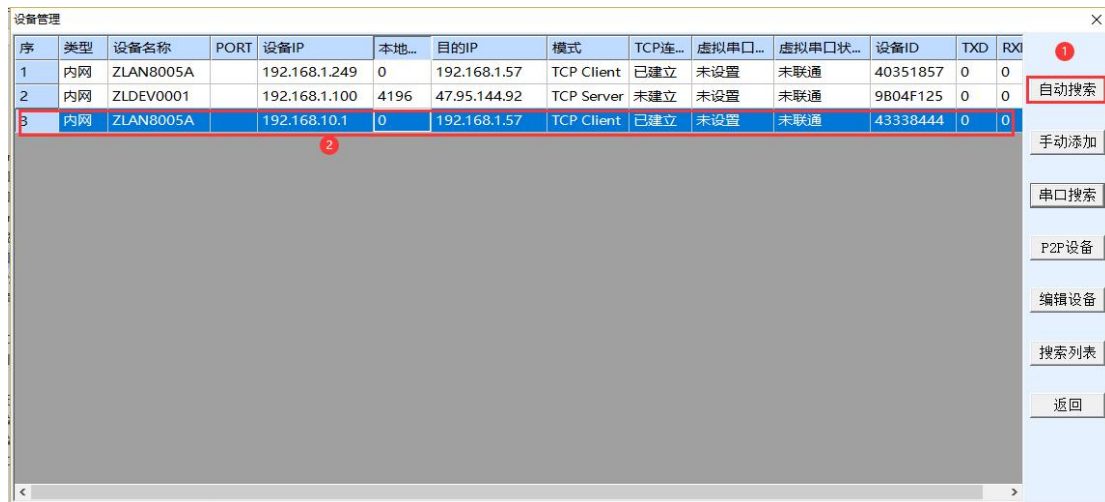 设备管理
序 类型 设备名称 PORT 设备IP 本地... 目的IP 模式 TCP连... 虚拟串口... 虚拟串口状... 设备ID TXD RX
1 内网 ZLAN8005A 192.168.1.249 0 192.168.1.57 TCP Client 已建立 未设置 未联通 40351857 0 0
2 内网 ZLDEV0001 192.168.1.100 4196 47.95.144.92 TCP Server 未建立 未设置 未联通 9B04F125 0 0
3 内网 ZLAN8005A 192.168.10.1 0 192.168.1.57 TCP Client 已建立 未设置 未联通 43338444 0 0
2
1
自动搜索
手动添加
串口搜索
P2P设备
编辑设备
搜索列表
返回